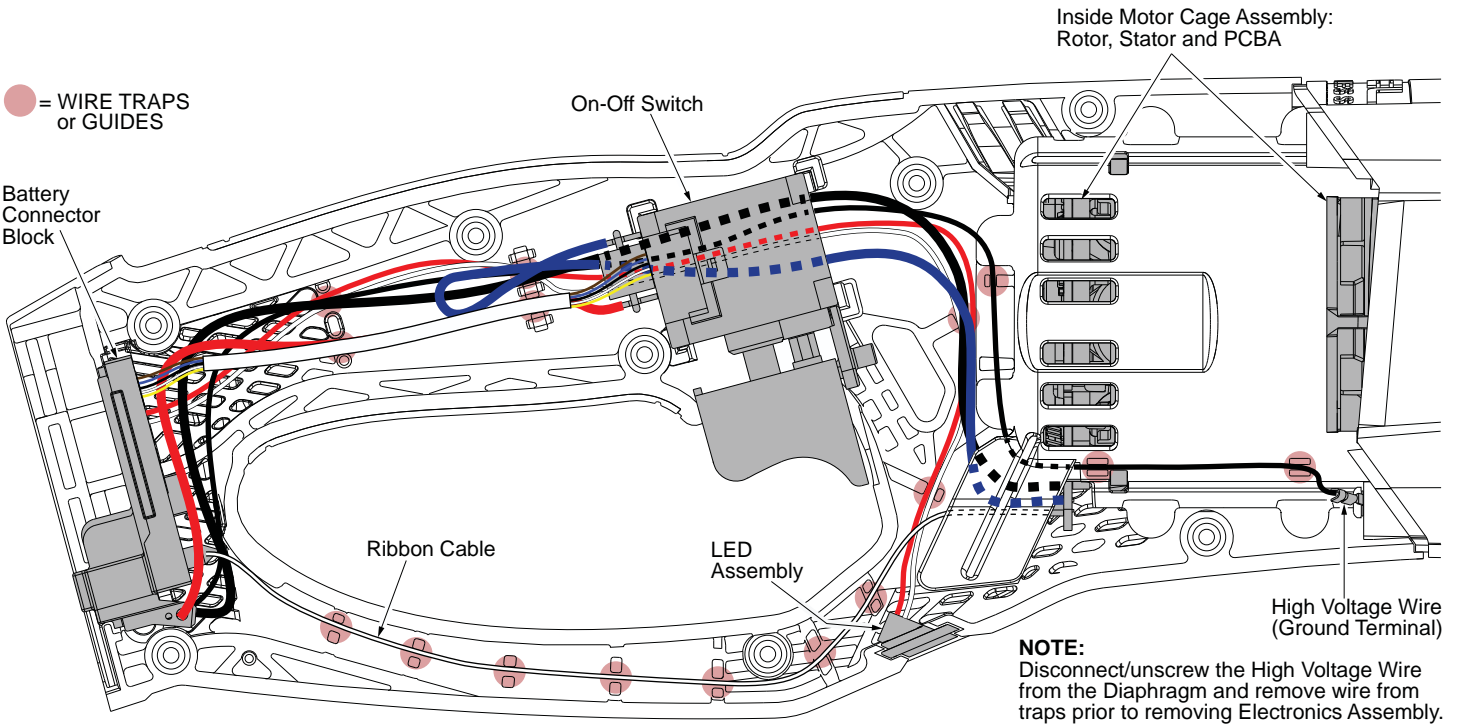 Inside Motor Cage Assembly:
Rotor, Stator and PCBA
= WIRE TRAPS
or GUIDES
On-Off Switch
Battery
Connector
Block
Ribbon Cable
LED
Assembly
High Voltage Wire
(Ground Terminal)
NOTE:
Disconnect/unscrew the High Voltage Wire
from the Diaphragm and remove wire from
traps prior to removing Electronics Assembly.